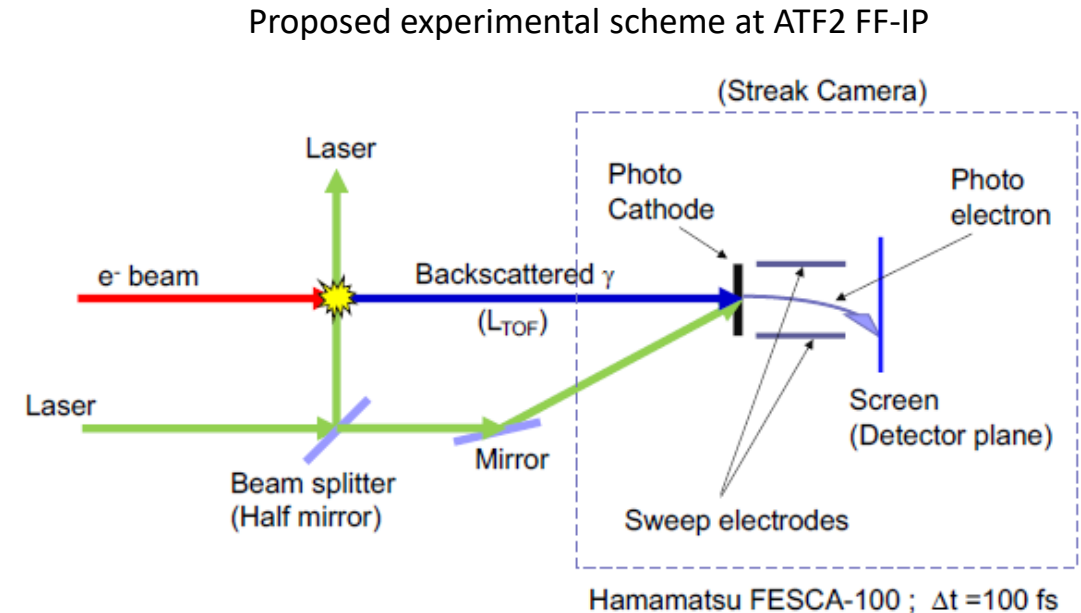 Proposed experimental scheme at ATF2 FF-IP
(Streak Camera)
Laser
Photo
Cathode
Photo
electron
e- beam
Backscattered γ
(LTOF)
Laser
Screen
(Detector plane)
Mirror
Beam splitter
(Half mirror)
Sweep electrodes
Hamamatsu FESCA-100 ; Δt =100 fs